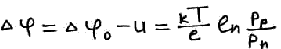 Δφ = Δφ₀ - u = kT/e ln pₚ/pₙ